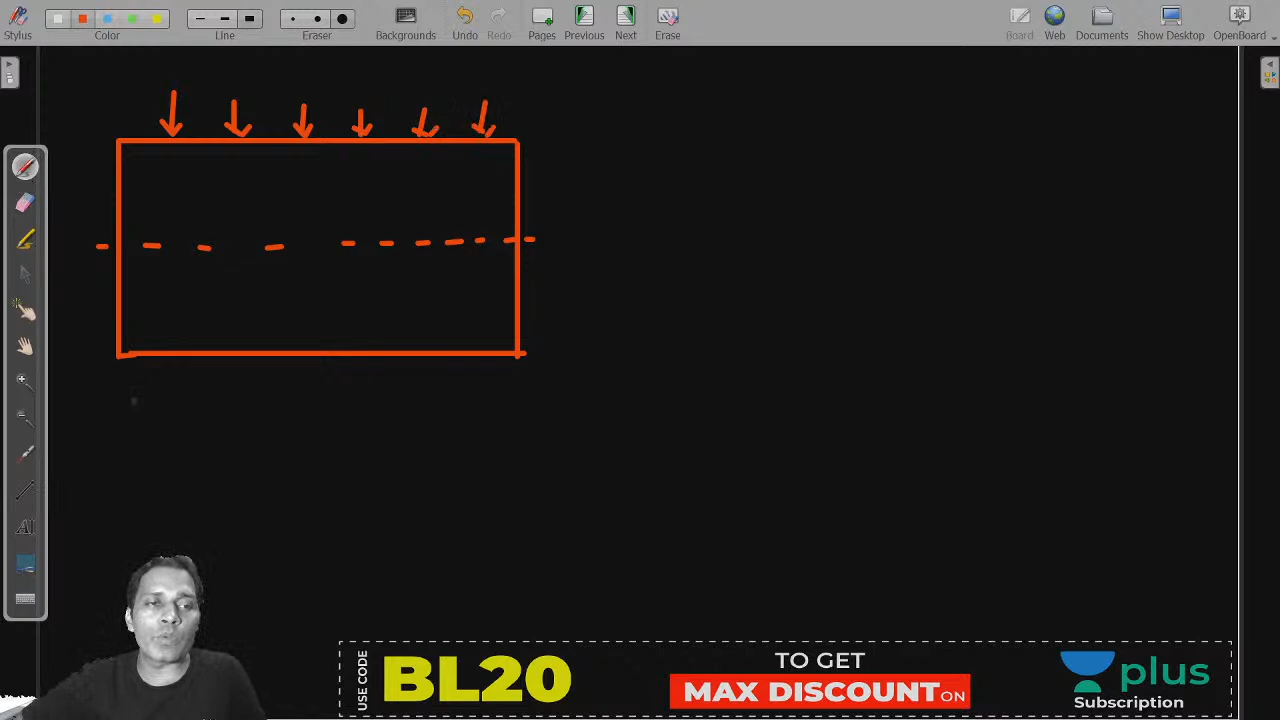 Stylus Color Line Eraser Backgrounds Undo Redo Pages Previous Next Erase Board Web Documents Show Desktop OpenBoard
AI
USE CODE
BL20
TO GET
MAX DISCOUNT ON
plus
Subscription